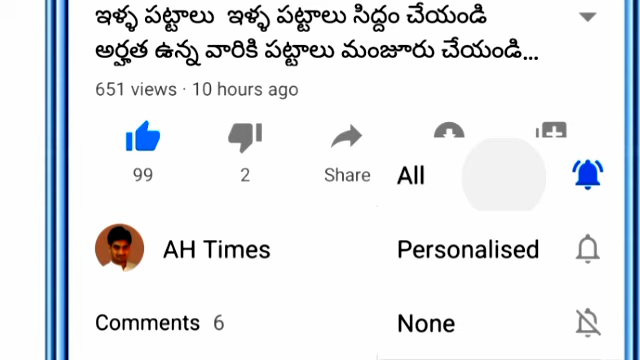 ఇళ్ళ పట్టాలు ఇళ్ళ పట్టాలు సిద్దం చేయండి
అర్హత ఉన్న వారికి పట్టాలు మంజూరు చేయండి...
651 views · 10 hours ago
99
2
Share
All
AH Times
Personalised
Comments 6
None